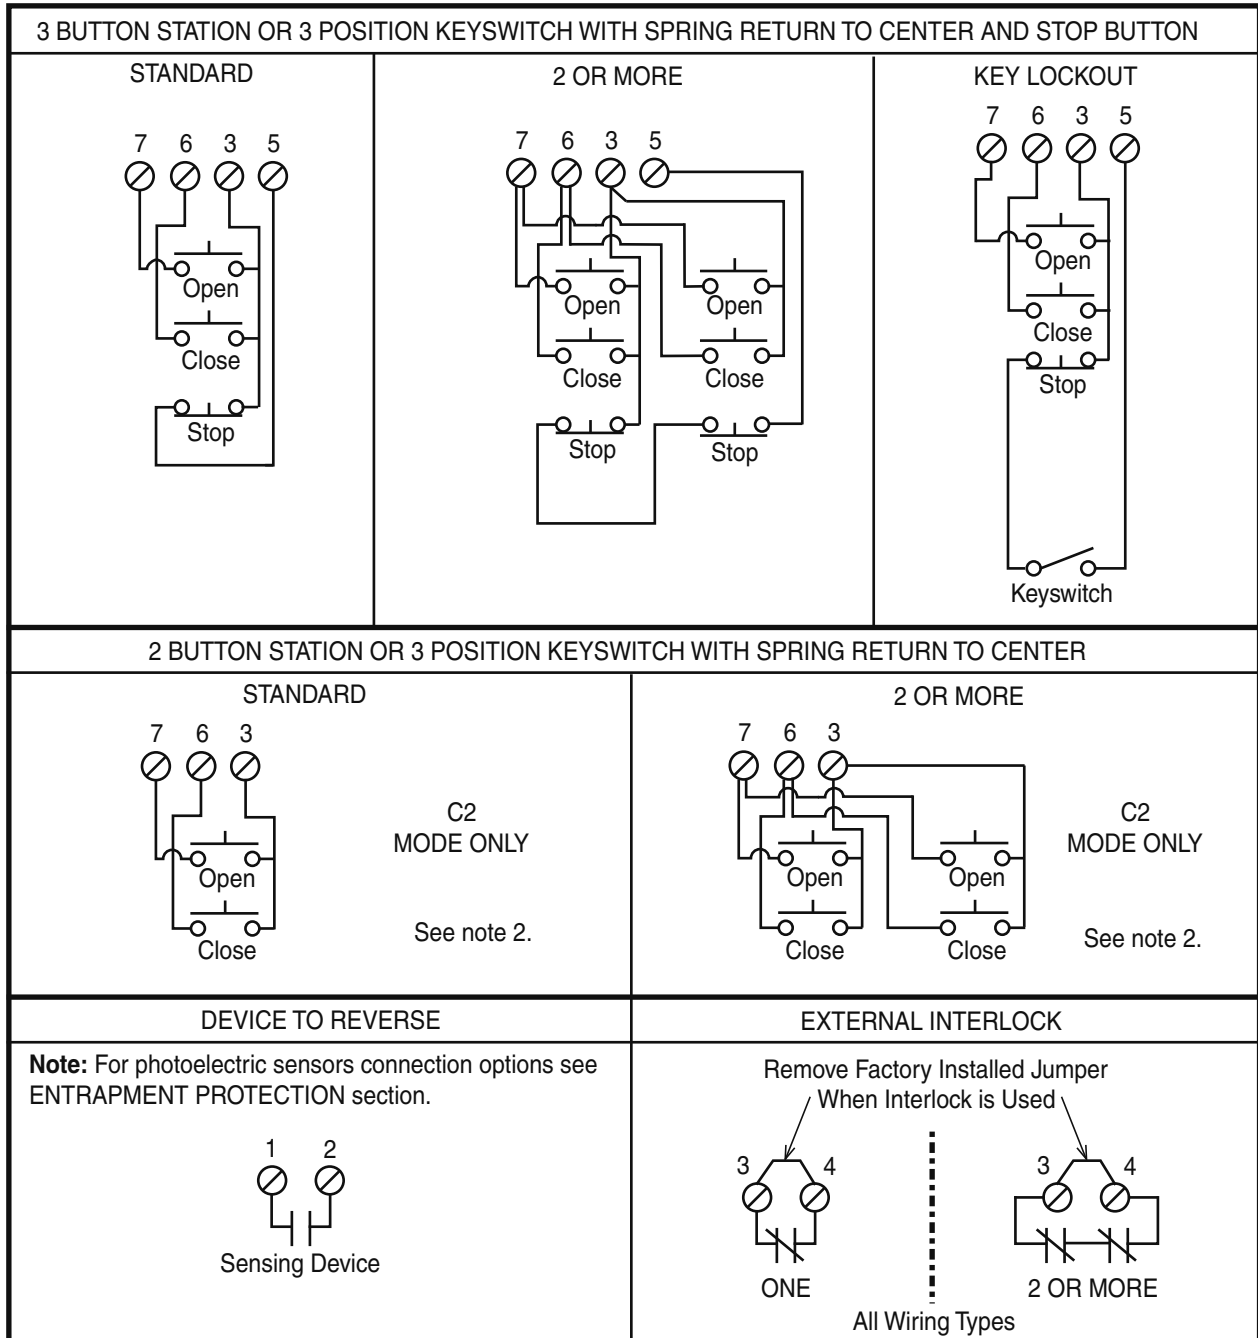 3 BUTTON STATION OR 3 POSITION KEYSWITCH WITH SPRING RETURN TO CENTER AND STOP BUTTON
STANDARD
7 6 3 5
Open
Close
Stop
2 OR MORE
7 6 3 5
Open Open
Close Close
Stop Stop
KEY LOCKOUT
7 6 3 5
Open
Close
Stop
Keyswitch
2 BUTTON STATION OR 3 POSITION KEYSWITCH WITH SPRING RETURN TO CENTER
STANDARD
7 6 3
Open
Close
C2
MODE ONLY
See note 2.
2 OR MORE
7 6 3
Open Open
Close Close
C2
MODE ONLY
See note 2.
DEVICE TO REVERSE
Note: For photoelectric sensors connection options see
ENTRAPMENT PROTECTION section.
1 2
Sensing Device
EXTERNAL INTERLOCK
Remove Factory Installed Jumper
When Interlock is Used
3 4
ONE
3 4
2 OR MORE
All Wiring Types